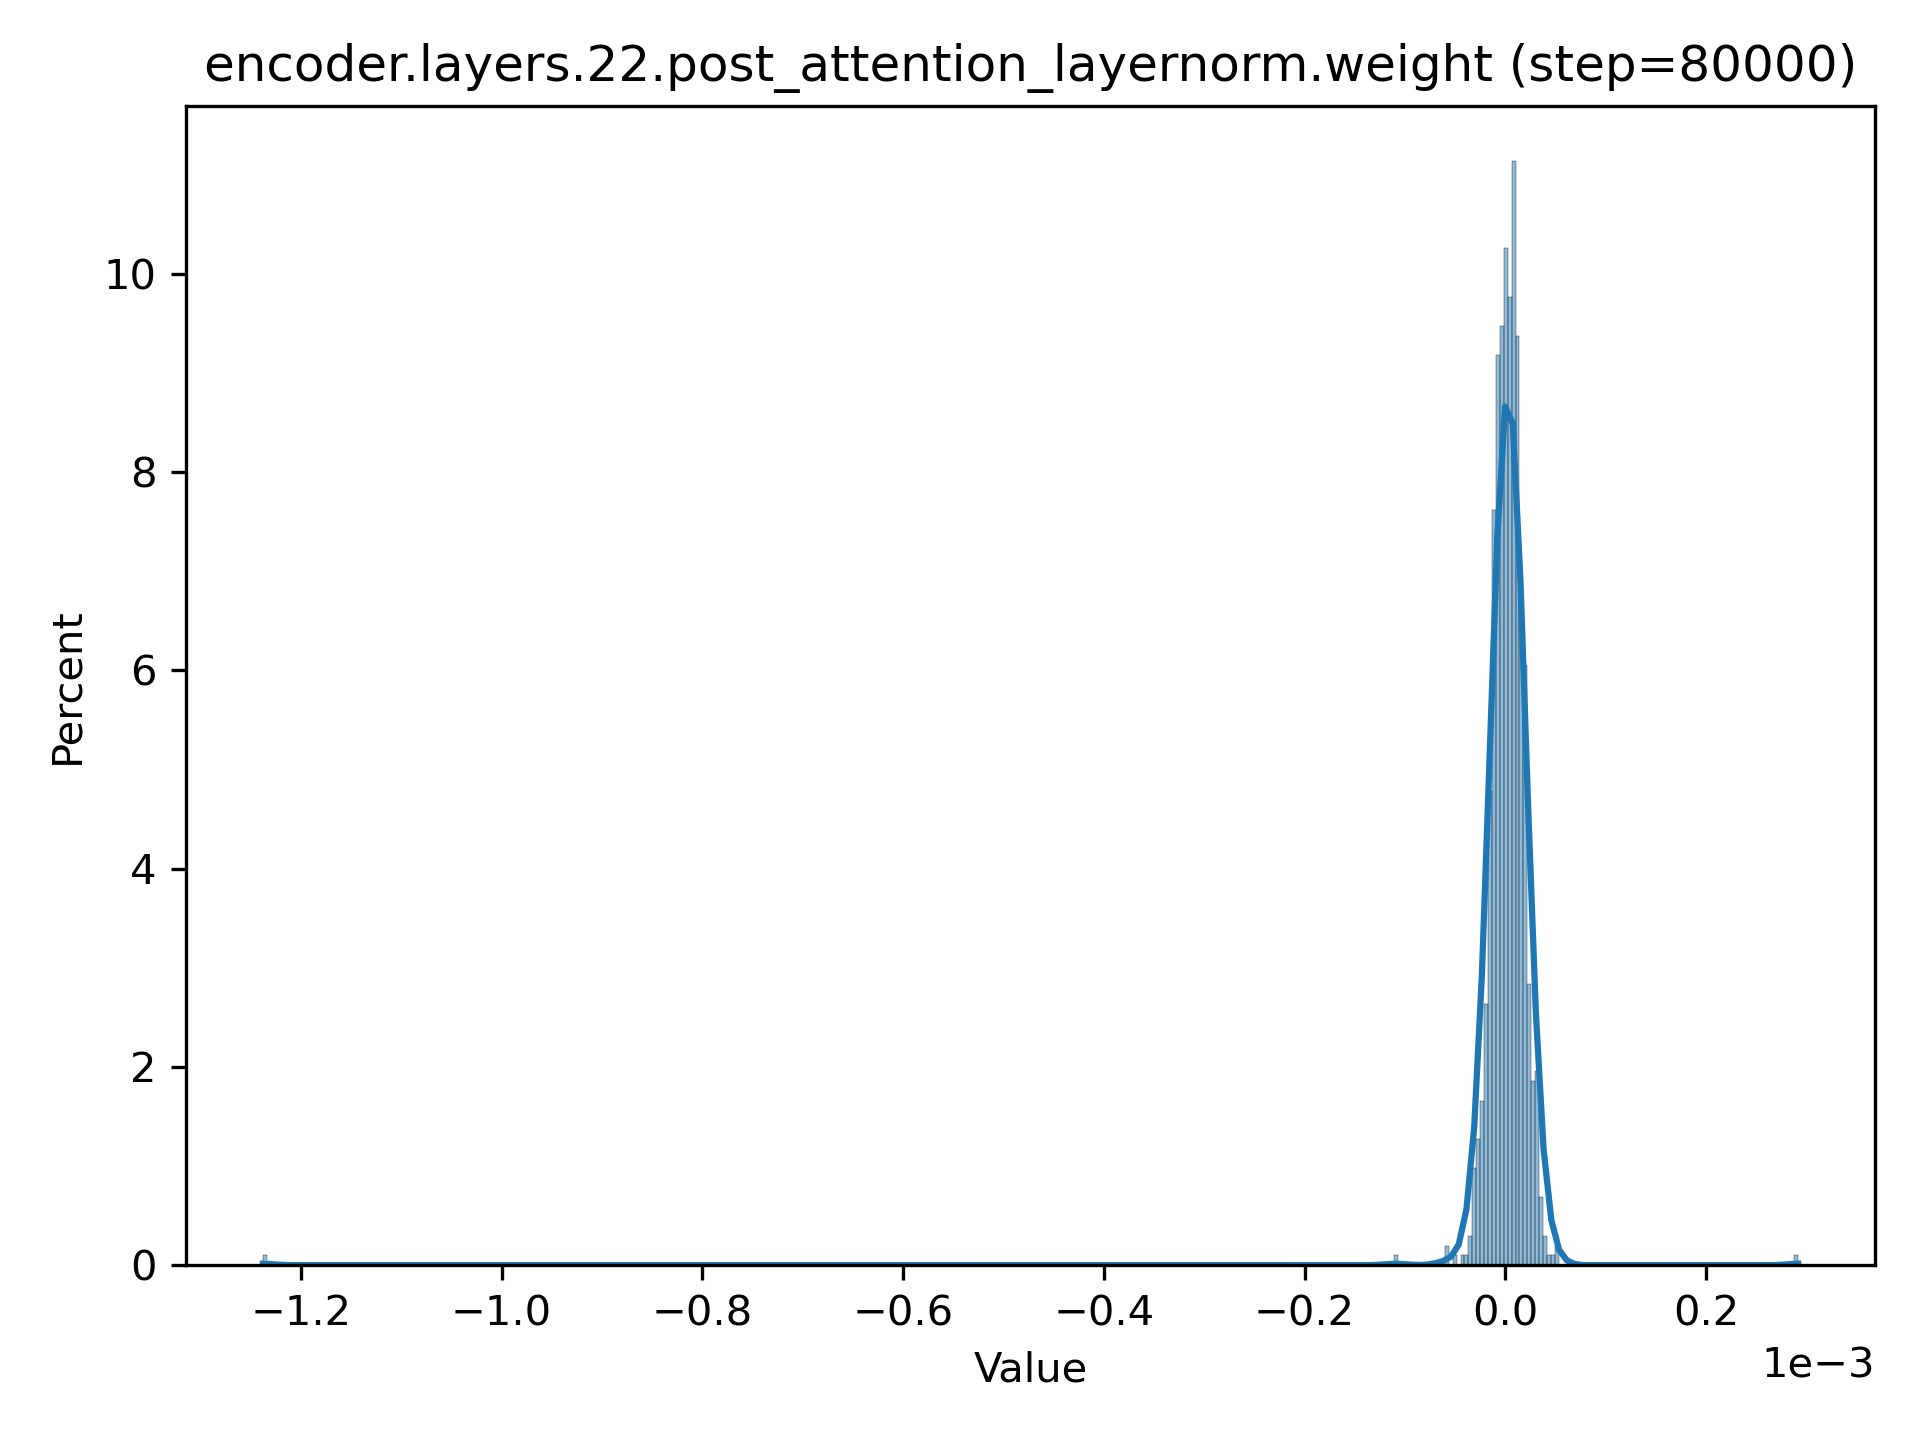 encoder.layers.22.post_attention_layernorm.weight (step=80000)
Percent
10
8
6
4
2
0
−1.2 −1.0 −0.8 −0.6 −0.4 −0.2 0.0 0.2
1e−3
Value